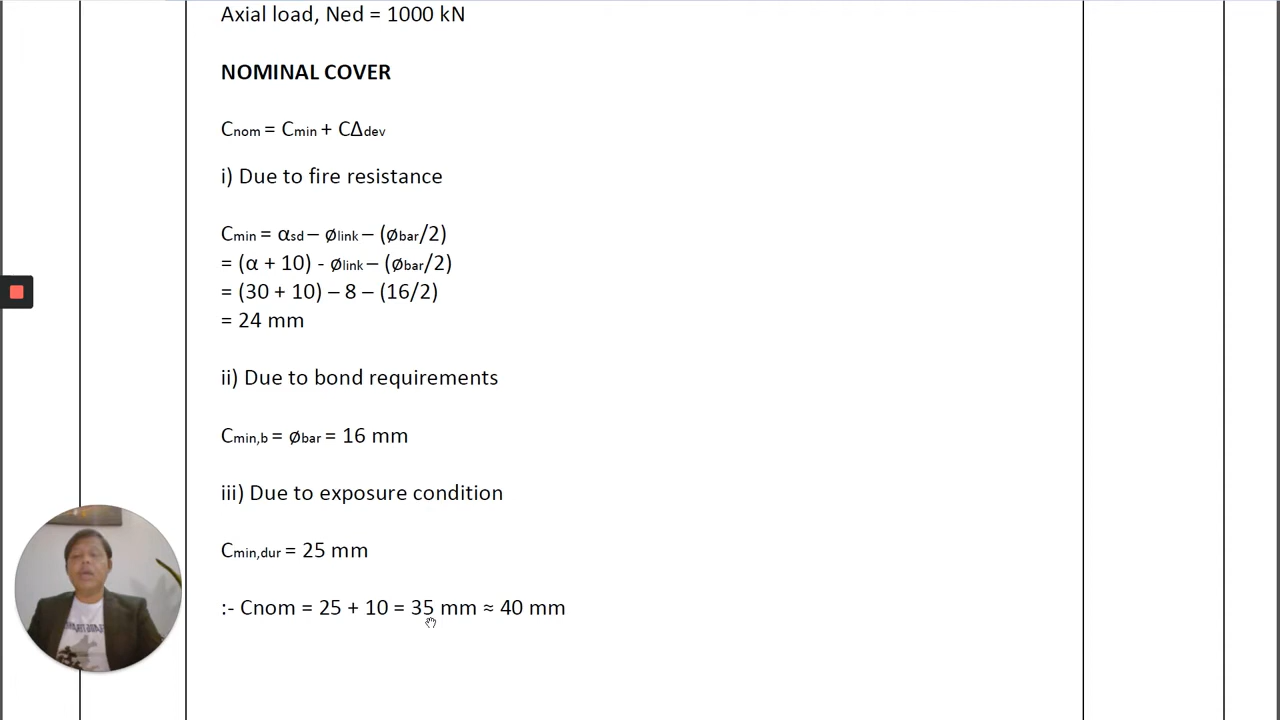 Axial load, Ned = 1000 kN
NOMINAL COVER
Cnom = Cmin + CΔdev
i) Due to fire resistance
Cmin = αsd – ølink – (øbar/2)
= (α + 10) - ølink – (øbar/2)
= (30 + 10) – 8 – (16/2)
= 24 mm
ii) Due to bond requirements
Cmin,b = øbar = 16 mm
iii) Due to exposure condition
Cmin,dur = 25 mm
:- Cnom = 25 + 10 = 35 mm ≈ 40 mm